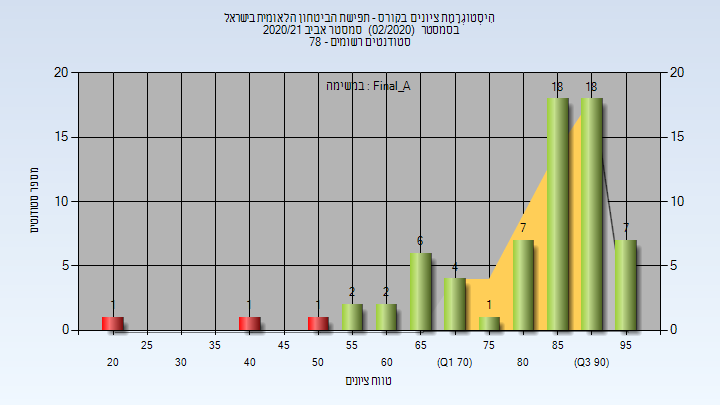 היסטוגרמת ציונים בקורס - תפישת הביטחון הלאומית בישראל
בסמסטר (02/2020) סמסטר אביב 2020/21
סטודנטים רשומים - 78
במשימה : Final_A
20 20
15 15
10 10
5 5
0 0
1 1 1 2 2 6 4 1 7 18 18 7
מספר סטודנטים
25 35 45 55 65 75 85 95
20 30 40 50 60 (Q1 70) 80 (Q3 90)
טווח ציונים